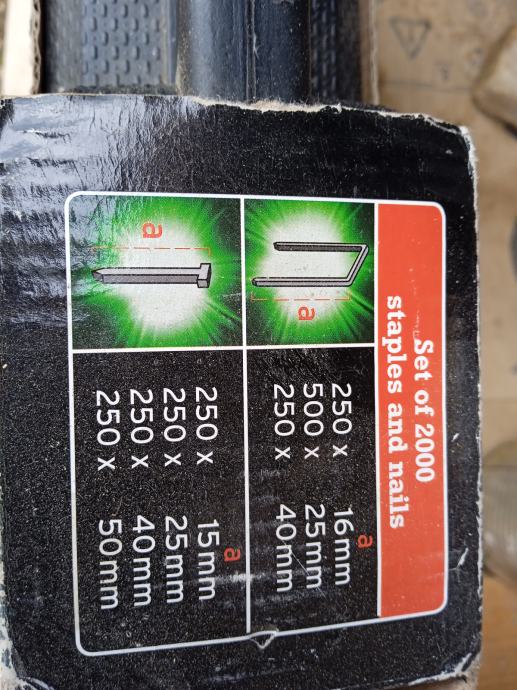 Set of 2000
staples and nails
a
a
250 x 16mm
500 x 25mm
250 x 40mm
a
a
250 x 15mm
250 x 25mm
250 x 40mm
250 x 50mm